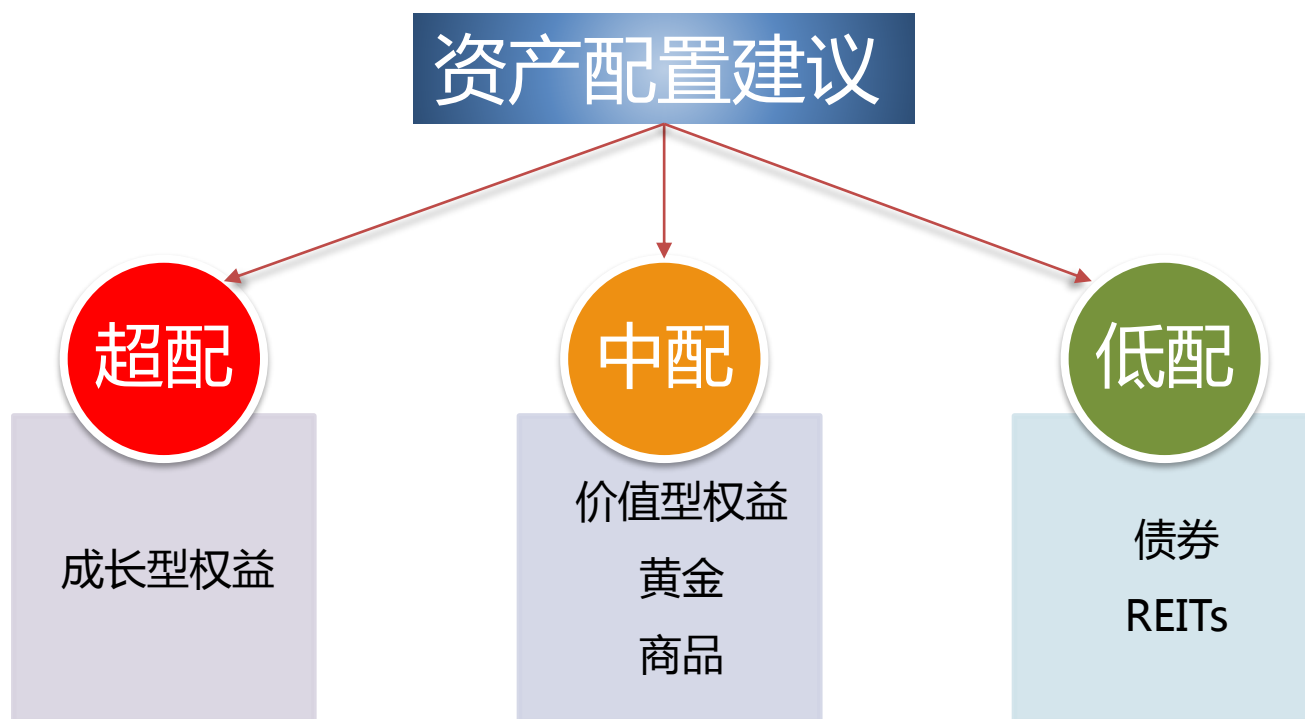 资产配置建议
超配
中配
低配
成长型权益
价值型权益
黄金
商品
债券
REITs